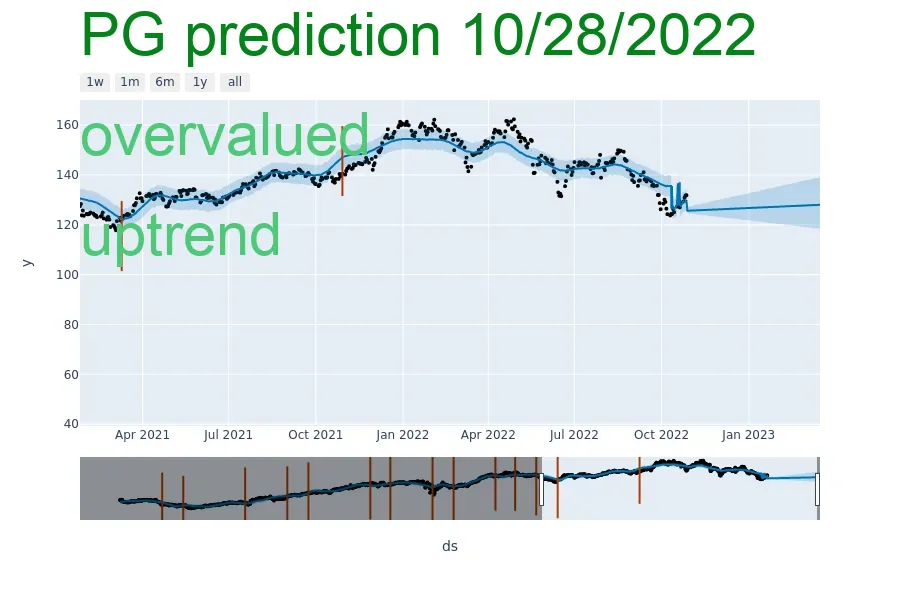 PG prediction 10/28/2022
1w 1m 6m 1y all
overvalued
uptrend
160
140
120
100
80
60
40
y
Apr 2021 Jul 2021 Oct 2021 Jan 2022 Apr 2022 Jul 2022 Oct 2022 Jan 2023
ds